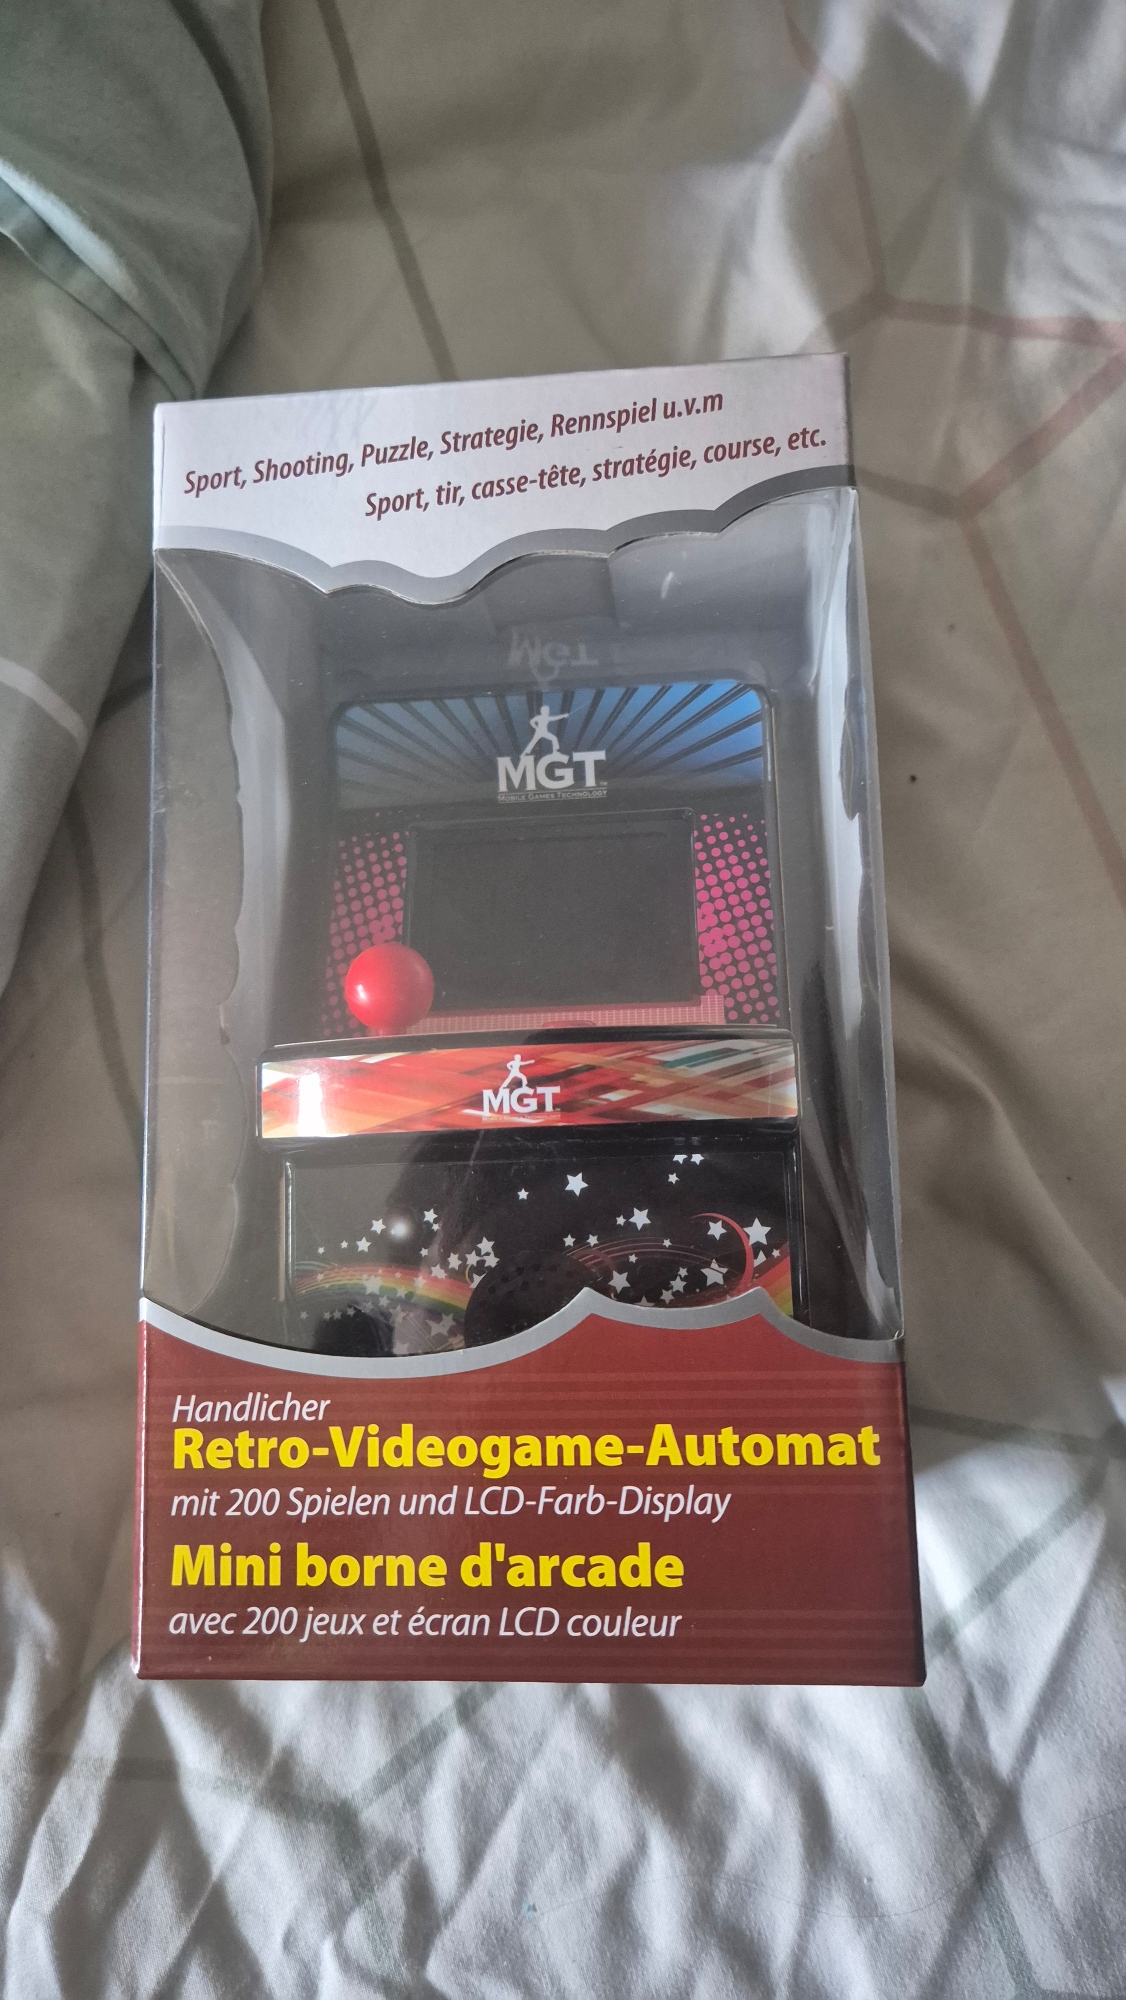 Sport, Shooting, Puzzle, Strategie, Rennspiel u.v.m
Sport, tir, casse-tête, stratégie, course, etc.
MGT
MGT
MOBILE GAMES TECHNOLOGY
MGT
Handlicher
Retro-Videogame-Automat
mit 200 Spielen und LCD-Farb-Display
Mini borne d'arcade
avec 200 jeux et écran LCD couleur